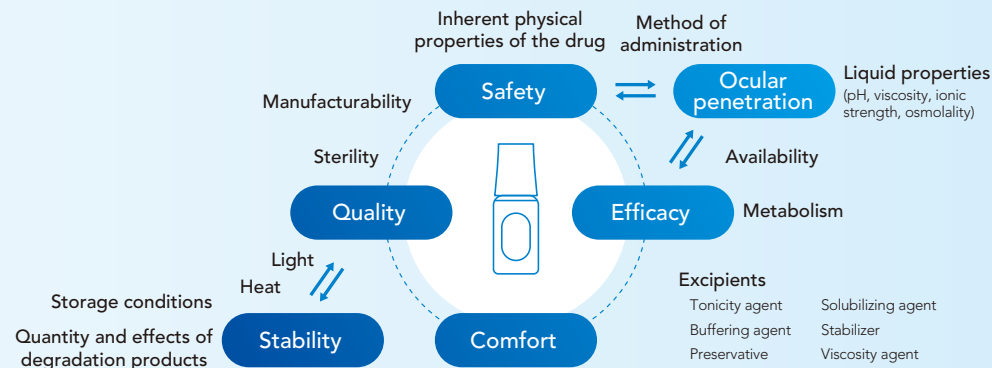 Inherent physical
properties of the drug
Method of
administration
Safety
Ocular
penetration
Liquid properties
(pH, viscosity, ionic
strength, osmolality)
Manufacturability
Sterility
Availability
Quality
Efficacy
Metabolism
Light
Heat
Storage conditions
Quantity and effects of
degradation products
Stability
Comfort
Excipients
Tonicity agent
Solubilizing agent
Buffering agent
Stabilizer
Preservative
Viscosity agent